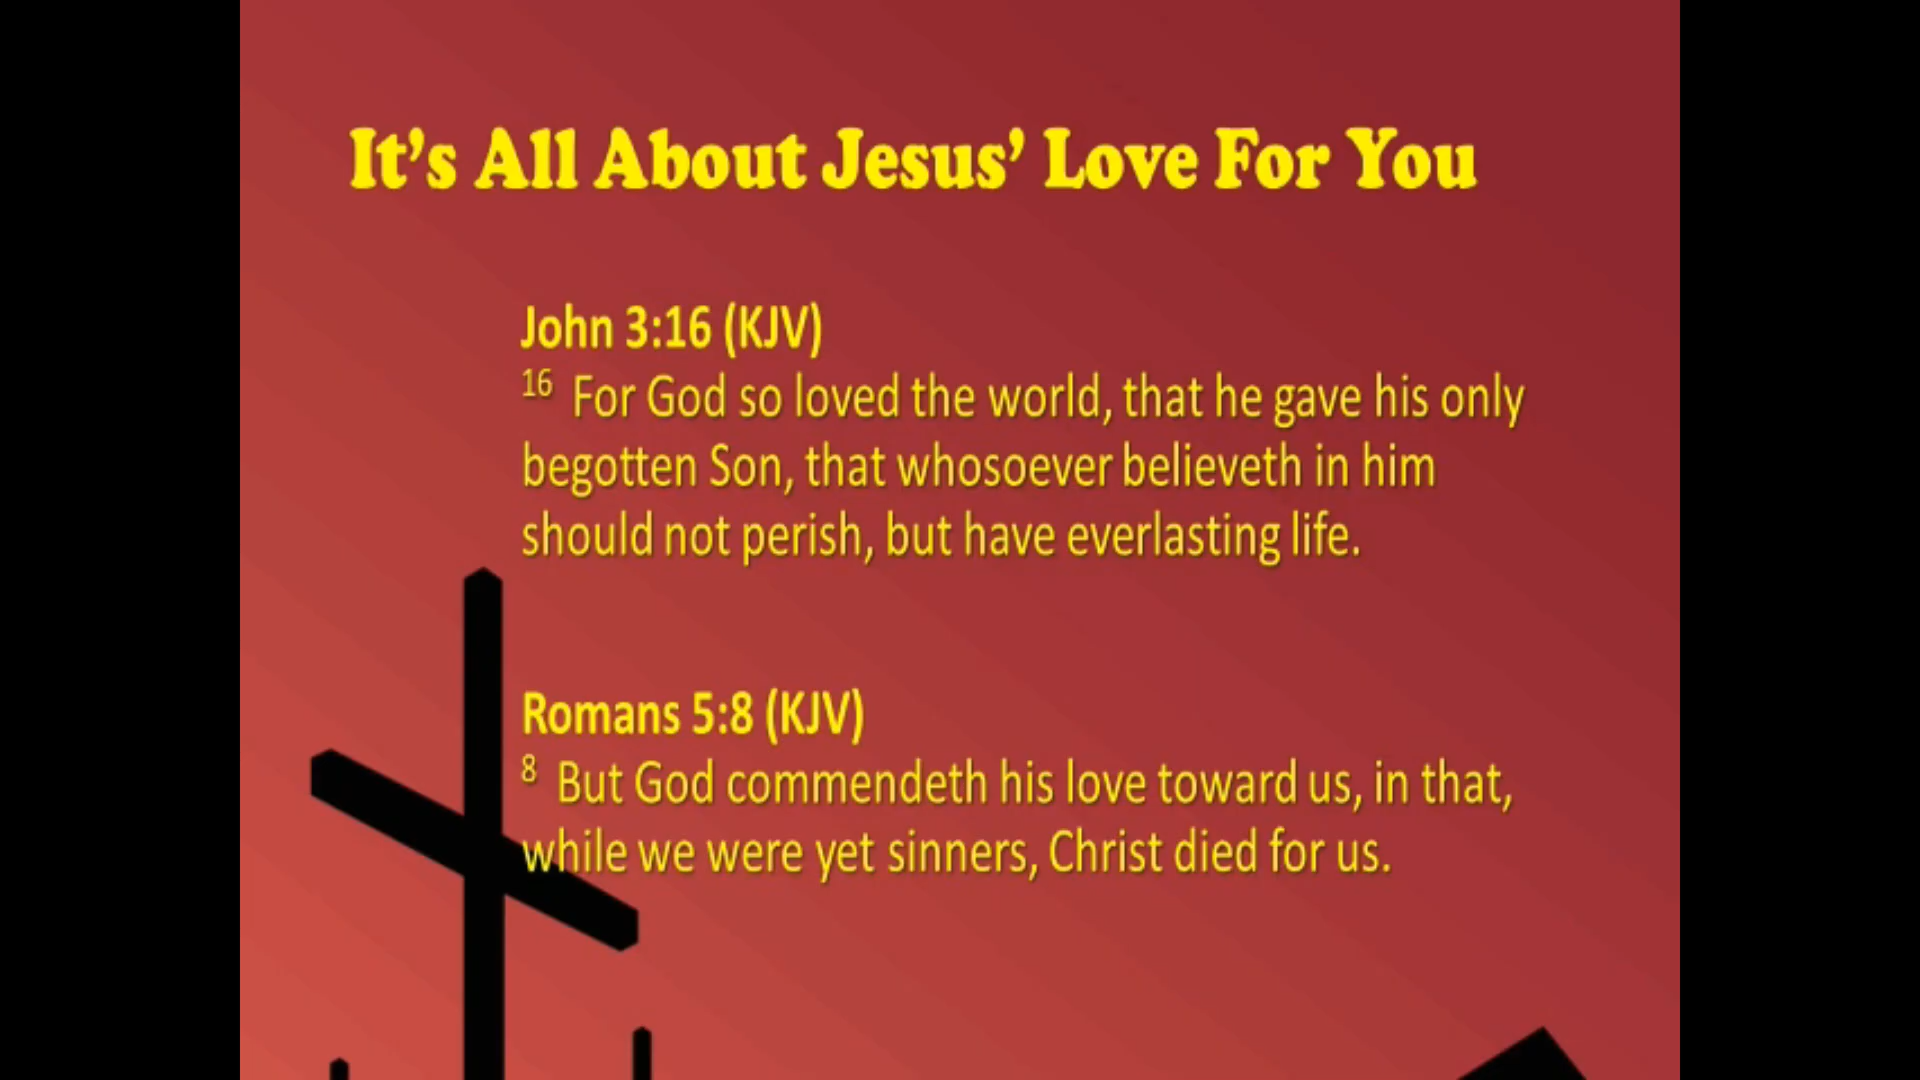 It's All About Jesus' Love For You
John 3:16 (KJV)
16 For God so loved the world, that he gave his only
begotten Son, that whosoever believeth in him
should not perish, but have everlasting life.
Romans 5:8 (KJV)
8 But God commendeth his love toward us, in that,
while we were yet sinners, Christ died for us.